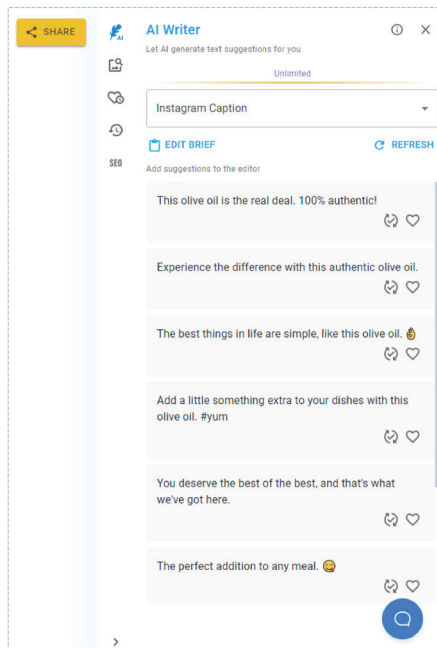 SHARE
AI
AI Writer
Let AI generate text suggestions for you
Unlimited
Instagram Caption
EDIT BRIEF
REFRESH
Add suggestions to the editor
SEO
This olive oil is the real deal. 100% authentic!
Experience the difference with this authentic olive oil.
The best things in life are simple, like this olive oil. 👌
Add a little something extra to your dishes with this
olive oil. #yum
You deserve the best of the best, and that's what
we've got here.
The perfect addition to any meal. 😋